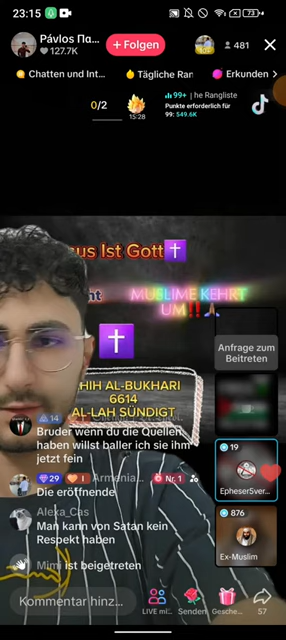 23:15
73
Pávlos Πα...
127.7K
+ Folgen
481
Chatten und Int...
Tägliche Ran
Erkunden >
0/2
15:28
99+ | he Rangliste
Punkte erforderlich für
99: 549.6K
us Ist Gott
MUSLIME KEHRT
UM!!
Anfrage zum
Beitreten
HIH AL-BUKHARI
6614
AL-LAH SÜNDIGT
14
Bruder wenn du die Quellen
haben willst baller ich sie ihm
jetzt fein
29
I
Armenia...
Nr. 1
Die eröffnende
Alexa_Cas
Man kann von Satan kein
Respekt haben
Mimi ist beigetreten
19
Epheser5ver...
876
Ex-Muslim
Kommentar hinz...
LIVE mi...
Senden
Gesche...
57